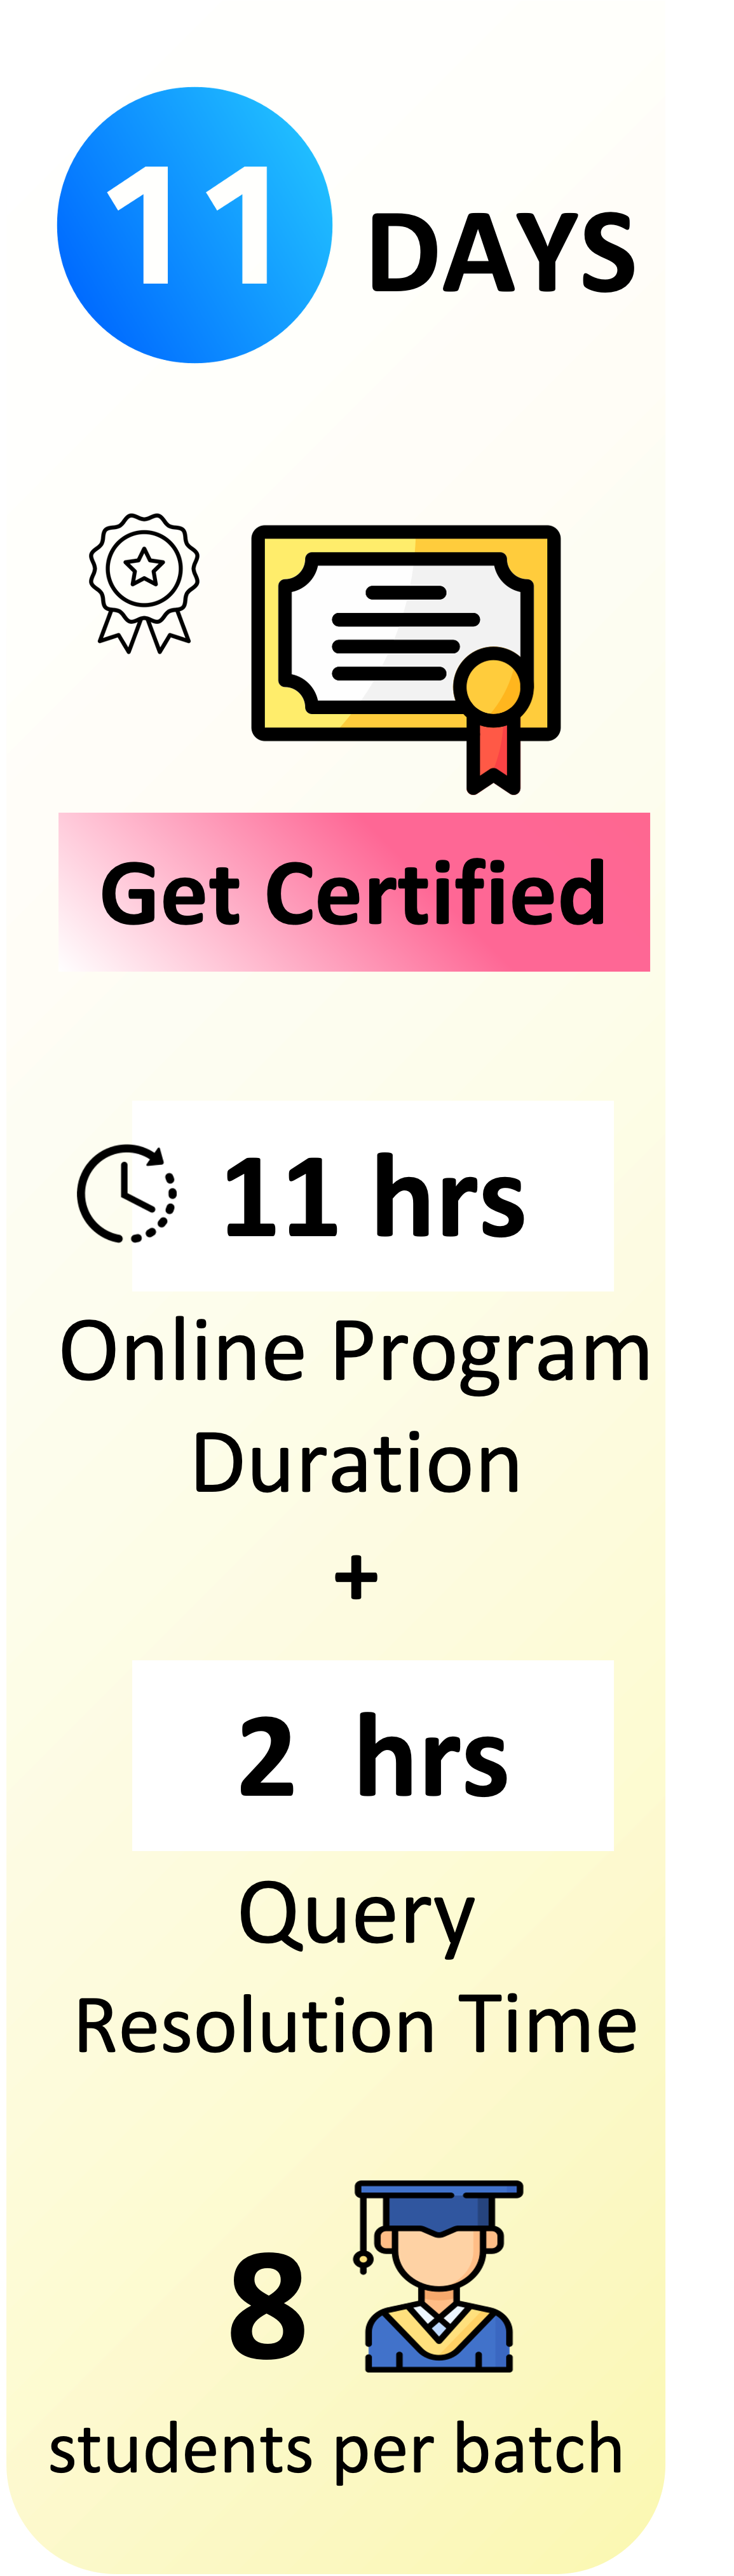 11 DAYS
Get Certified
11 hrs
Online Program
Duration
+
2 hrs
Query
Resolution Time
8
students per batch